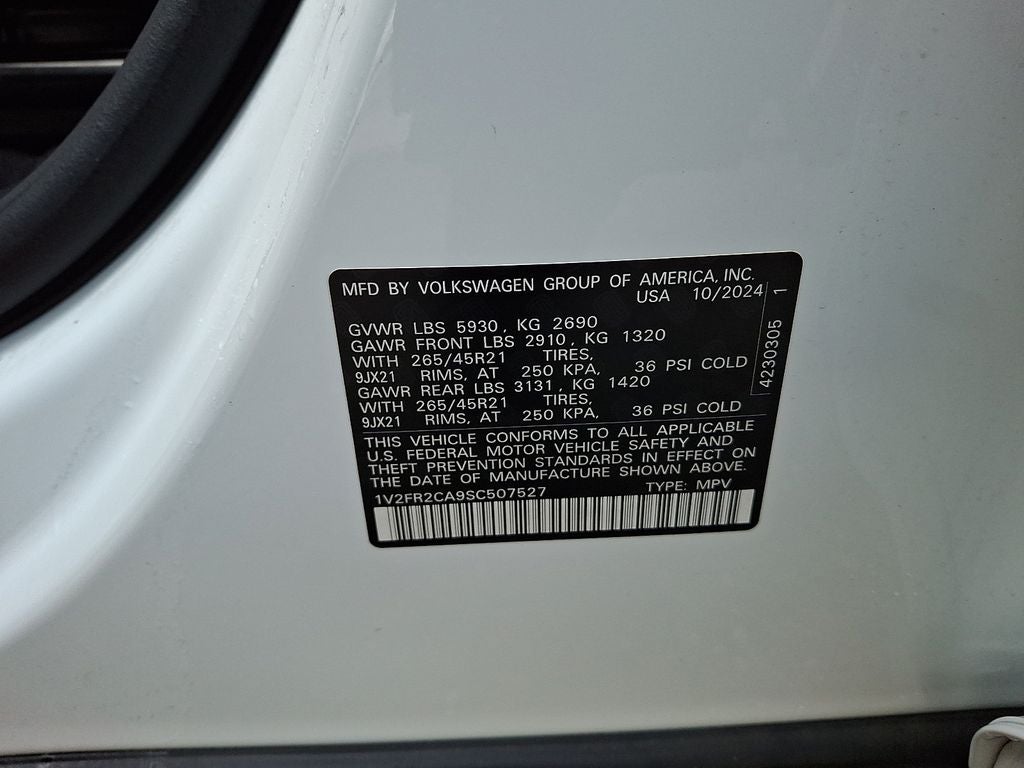 MFD BY VOLKSWAGEN GROUP OF AMERICA, INC.
USA 10/2024
GVWR LBS 5930, KG 2690
GAWR FRONT LBS 2910, KG 1320
WITH 265/45R21 TIRES,
9JX21 RIMS, AT 250 KPA, 36 PSI COLD
GAWR REAR LBS 3131, KG 1420
WITH 265/45R21 TIRES,
9JX21 RIMS, AT 250 KPA, 36 PSI COLD
THIS VEHICLE CONFORMS TO ALL APPLICABLE
U.S. FEDERAL MOTOR VEHICLE SAFETY AND
THEFT PREVENTION STANDARDS IN EFFECT ON
THE DATE OF MANUFACTURE SHOWN ABOVE.
1V2FR2CA9SC507527 TYPE: MPV
4230305 1